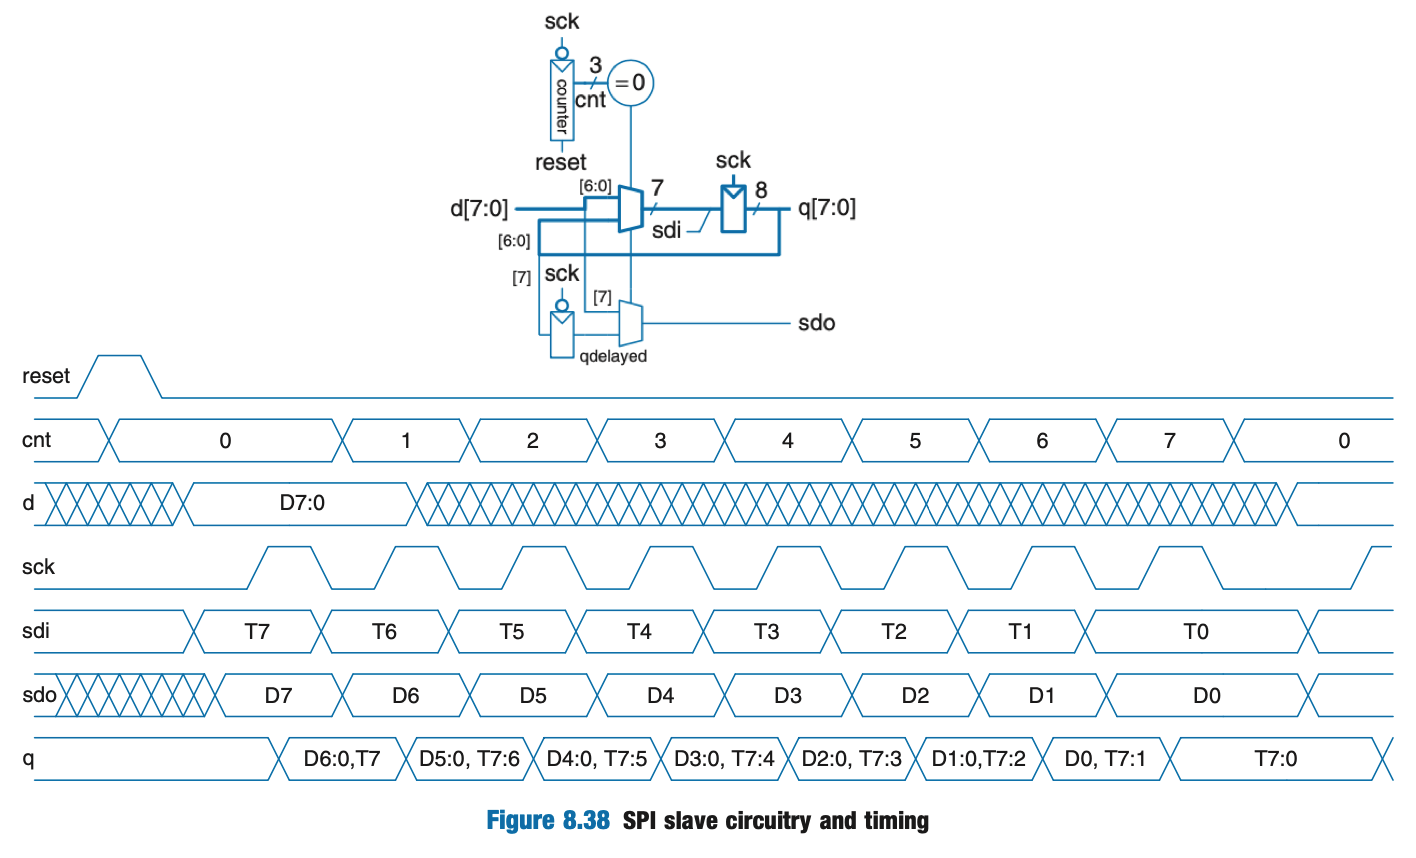 sck
3
=0
cnt
counter
reset
sck
[6:0]
7
8
d[7:0]
q[7:0]
sdi
[6:0]
[7]
sck
[7]
sdo
qdelayed
reset
cnt 0 1 2 3 4 5 6 7 0
d D7:0
sck
sdi T7 T6 T5 T4 T3 T2 T1 T0
sdo D7 D6 D5 D4 D3 D2 D1 D0
q D6:0,T7 D5:0, T7:6 D4:0, T7:5 D3:0, T7:4 D2:0, T7:3 D1:0,T7:2 D0, T7:1 T7:0
Figure 8.38 SPI slave circuitry and timing